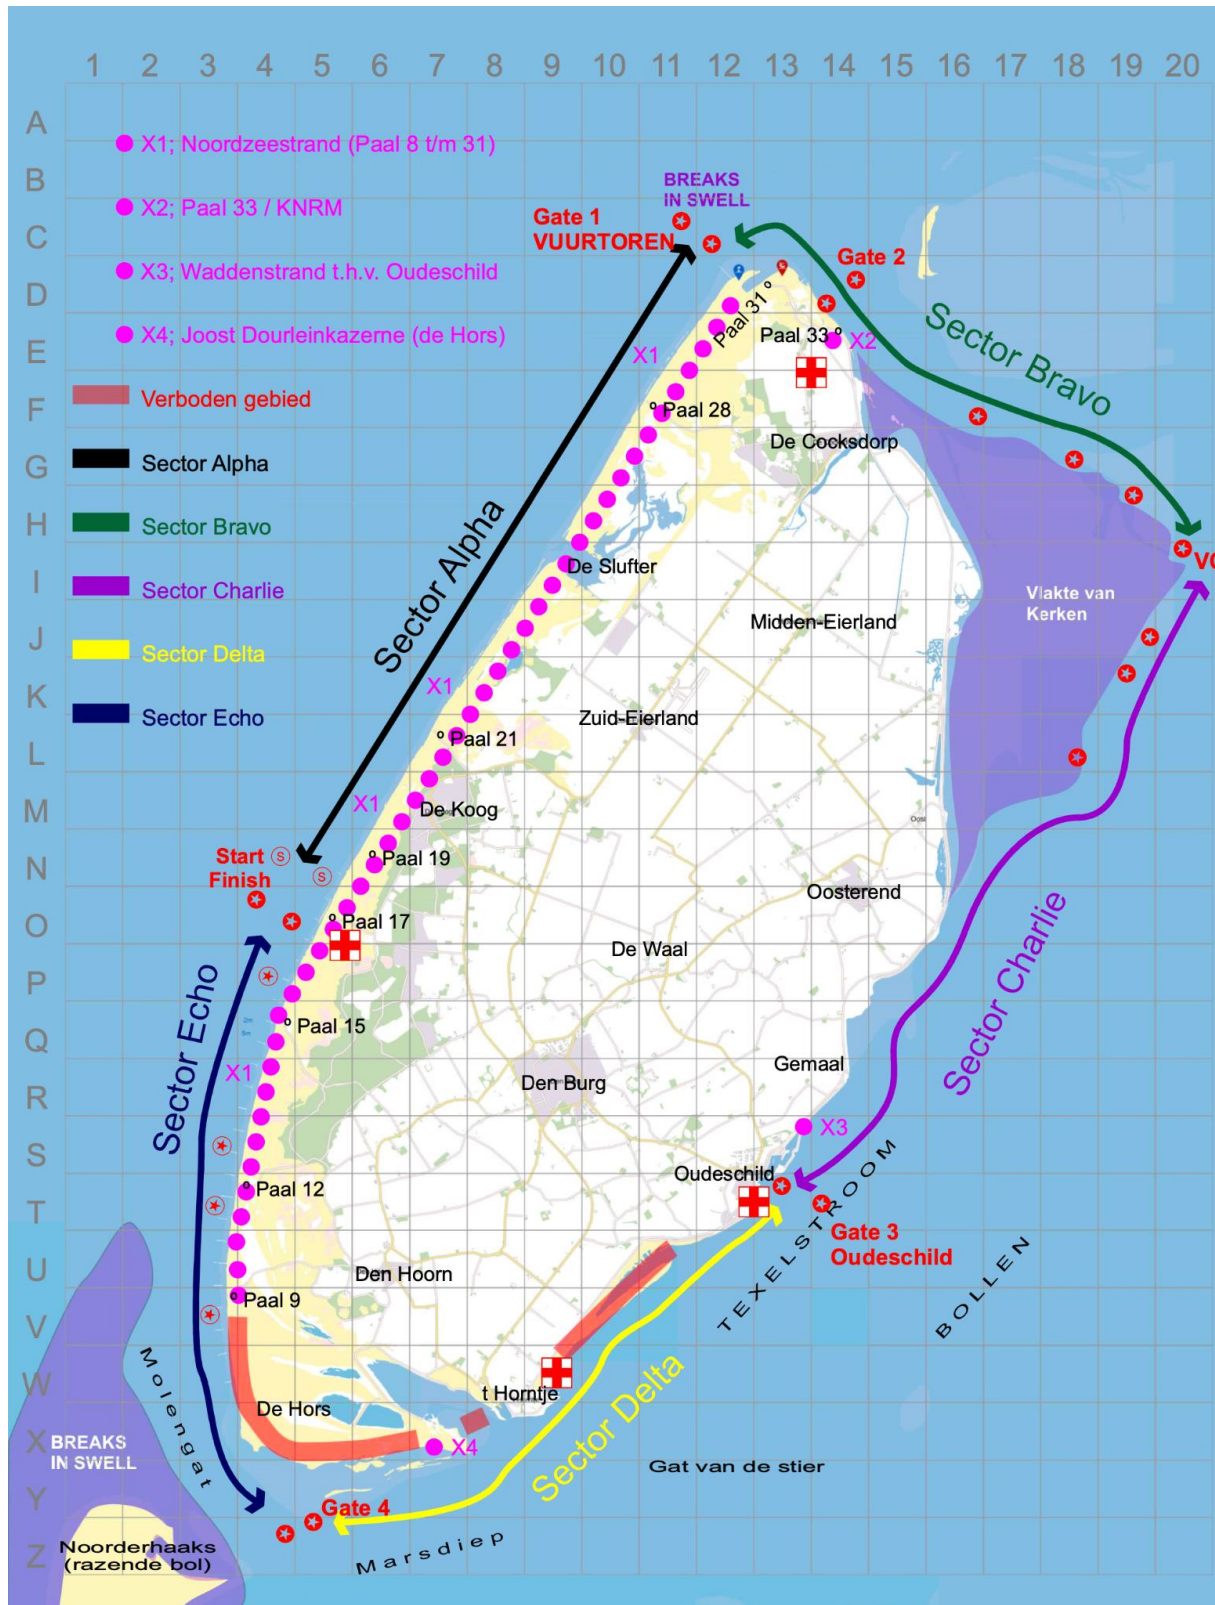 1 2 3 4 5 6 7 8 9 10 11 12 13 14 15 16 17 18 19 20
A
B
C
D
E
F
G
H
I
J
K
L
M
N
O
P
Q
R
S
T
U
V
W
X
Y
Z
X1; Noordzeestrand (Paal 8 t/m 31)
X2; Paal 33 / KNRM
X3; Waddenstrand t.h.v. Oudeschild
X4; Joost Dourleinkazerne (de Hors)
Verboden gebied
Sector Alpha
Sector Bravo
Sector Charlie
Sector Delta
Sector Echo
BREAKS
IN SWELL
Gate 1
VUURTOREN
Gate 2
Sector Bravo
Paal 31 º
Paal 33 º
X2
X1
º Paal 28
De Cocksdorp
Sector Alpha
De Slufter
VC
Vlakte van
Kerken
Midden-Eierland
X1
Zuid-Eierland
º Paal 21
X1
De Koog
Oost
Start S
Finish
S
º Paal 19
Oosterend
º Paal 17
De Waal
Sector Charlie
Sector Echo
º Paal 15
X1
Gemaal
Den Burg
X3
Oudeschild
º Paal 12
Gate 3
Oudeschild
TEXELSTROOM
BOLLEN
Den Hoorn
º Paal 9
Molengat
t Horntje
De Hors
Sector Delta
X4
BREAKS
IN SWELL
Gat van de stier
Gate 4
Marsdiep
Noorderhaaks
(razende bol)